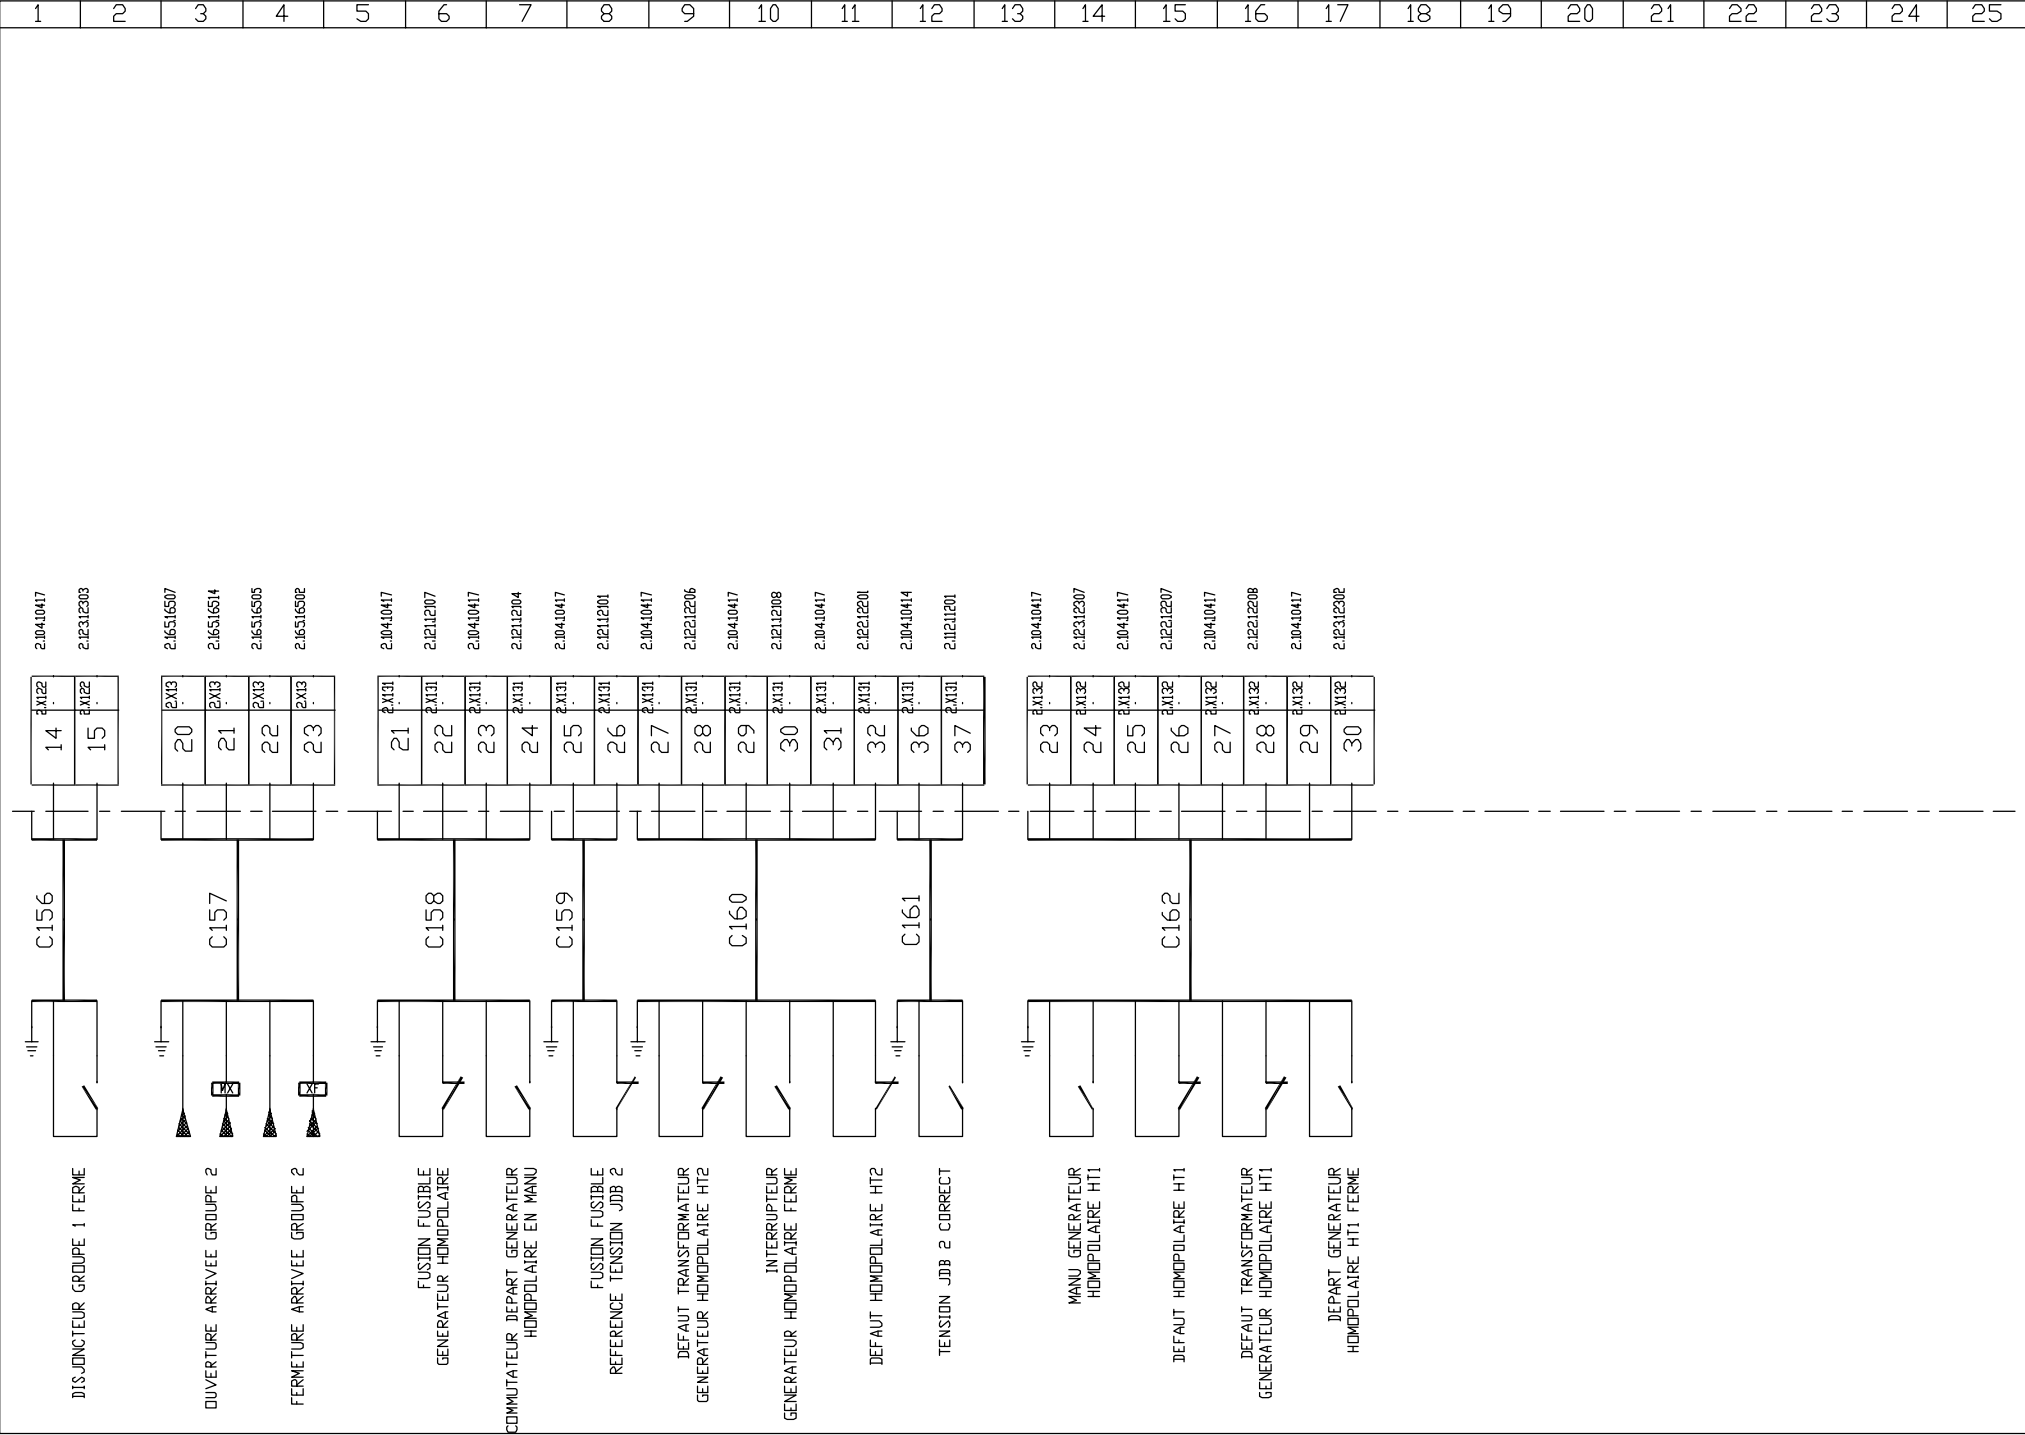 1 2 3 4 5 6 7 8 9 10 11 12 13 14 15 16 17 18 19 20 21 22 23 24 25
2.10410417
2.12312303
2.16516507
2.16516514
2.16516505
2.16516502
2.10410417
2.12112107
2.10410417
2.12112104
2.10410417
2.12112101
2.10410417
2.12212206
2.10410417
2.12112108
2.10410417
2.12212201
2.10410414
2.11211201
2.10410417
2.12312307
2.10410417
2.12212207
2.10410417
2.12212208
2.10410417
2.12312302
2.X122
2.X122
2.X13
2.X13
2.X13
2.X13
2.X131
2.X131
2.X131
2.X131
2.X131
2.X131
2.X131
2.X131
2.X131
2.X131
2.X131
2.X131
2.X131
2.X131
2.X132
2.X132
2.X132
2.X132
2.X132
2.X132
2.X132
2.X132
14
15
20
21
22
23
21
22
23
24
25
26
27
28
29
30
31
32
36
37
23
24
25
26
27
28
29
30
C156
C157
C158
C159
C160
C161
C162
MX
XF
DISJONCTEUR GROUPE 1 FERME
OUVERTURE ARRIVEE GROUPE 2
FERMETURE ARRIVEE GROUPE 2
FUSION FUSIBLE
GENERATEUR HOMOPOLAIRE
COMMUTATEUR DEPART GENERATEUR
HOMOPOLAIRE EN MANU
FUSION FUSIBLE
REFERENCE TENSION JDB 2
DEFAUT TRANSFORMATEUR
GENERATEUR HOMOPOLAIRE HT2
INTERRUPTEUR
GENERATEUR HOMOPOLAIRE FERME
DEFAUT HOMOPOLAIRE HT2
TENSION JDB 2 CORRECT
MANU GENERATEUR
HOMOPOLAIRE HT1
DEFAUT HOMOPOLAIRE HT1
DEFAUT TRANSFORMATEUR
GENERATEUR HOMOPOLAIRE HT1
DEPART GENERATEUR
HOMOPOLAIRE HT1 FERME